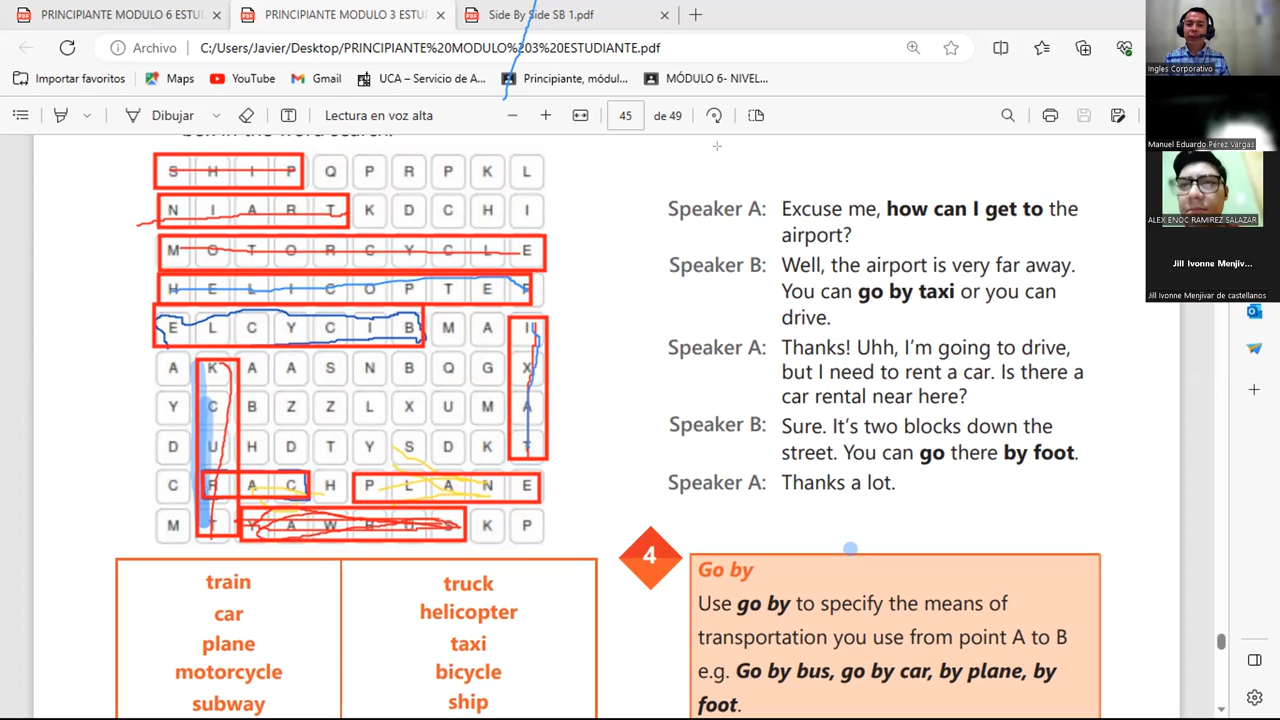 PRINCIPIANTE MODULO 6 ESTUI
PRINCIPIANTE MODULO 3 ESTUD
Side By Side SB 1.pdf
Archivo
C:/Users/Javier/Desktop/PRINCIPIANTE%20MODULO%203%20ESTUDIANTE.pdf
Importar favoritos
Maps
YouTube
Gmail
UCA – Servicio de A...
Principiante, módul...
MÓDULO 6- NIVEL...
Dibujar
Lectura en voz alta
45
de 49
box in the word search.
S H I P Q P R P K L
N I A R T K D C H I
M O T O R C Y C L E
H E L I C O P T E R
E L C Y C I B M A I
A K A A S N B Q G X
Y C B Z Z L X U M A
D U H D T Y S D K T
C R A C H P L A N E
M T Y A W B U S K P
train
car
plane
motorcycle
subway
truck
helicopter
taxi
bicycle
ship
Speaker A: Excuse me, how can I get to the
airport?
Speaker B: Well, the airport is very far away.
You can go by taxi or you can
drive.
Speaker A: Thanks! Uhh, I'm going to drive,
but I need to rent a car. Is there a
car rental near here?
Speaker B: Sure. It's two blocks down the
street. You can go there by foot.
Speaker A: Thanks a lot.
4
Go by
Use go by to specify the means of
transportation you use from point A to B
e.g. Go by bus, go by car, by plane, by
foot.
Ingles Corporativo
Manuel Eduardo Pérez Vargas
ALEX ENOC RAMIREZ SALAZAR
Jill Ivonne Menjiv...
Jill Ivonne Menjivar de castellanos